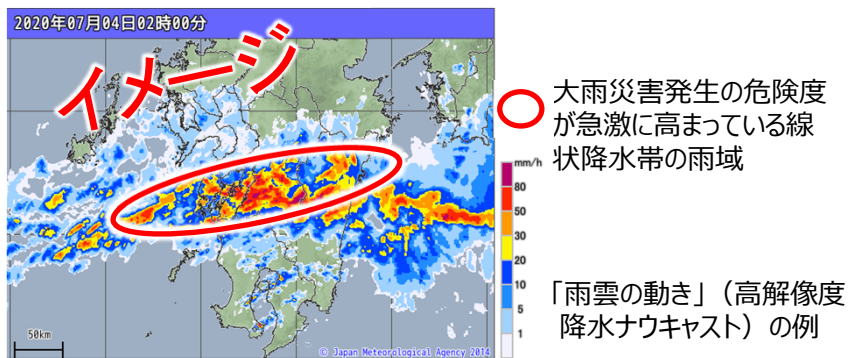 2020年07月04日02時00分
イメージ
大雨災害発生の危険度
が急激に高まっている線
状降水帯の雨域
mm/h
80
50
30
20
10
5
1
「雨雲の動き」（高解像度
降水ナウキャスト）の例
50km
© Japan Meteorological Agency 2014